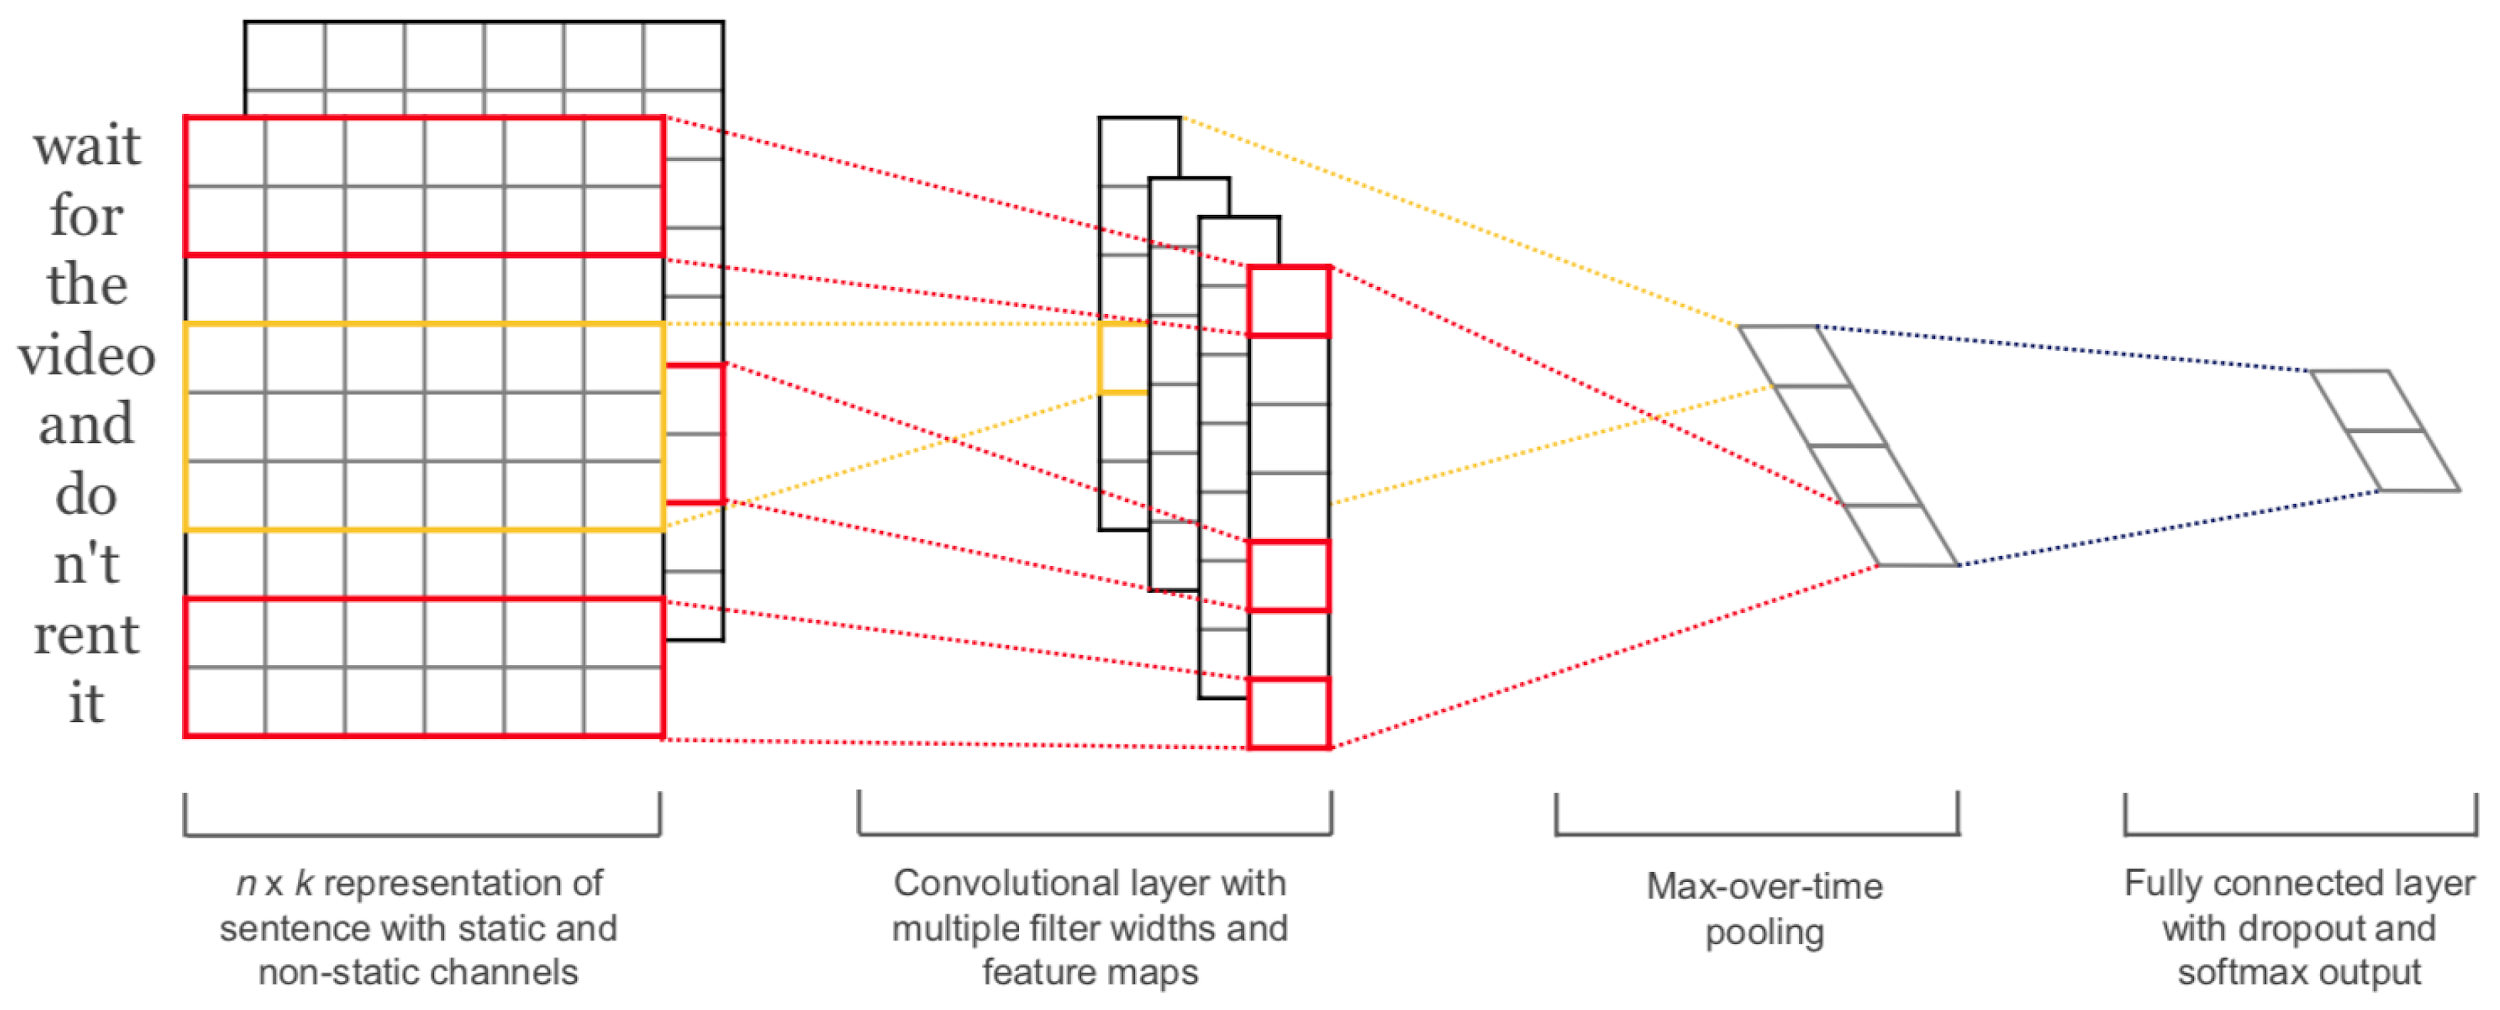 wait
for
the
video
and
do
n't
rent
it
n x k representation of
sentence with static and
non-static channels
Convolutional layer with
multiple filter widths and
feature maps
Max-over-time
pooling
Fully connected layer
with dropout and
softmax output